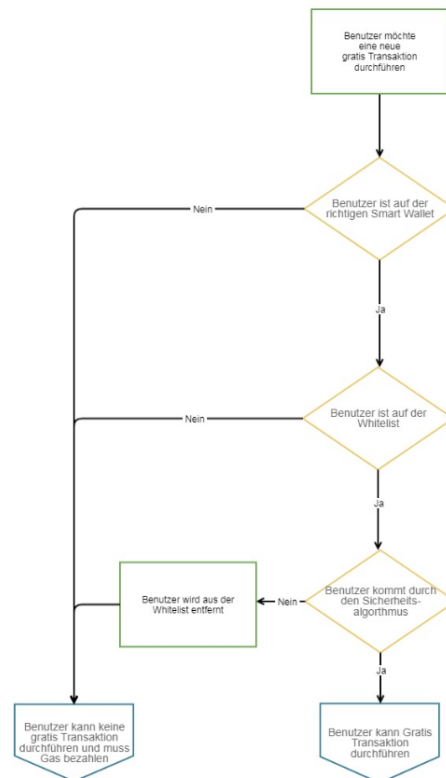 Benutzer möchte
eine neue
gratis Transaktion
durchführen
Benutzer ist auf der
richtigen Smart Wallet
Nein
Ja
Benutzer ist auf der
Whitelist
Nein
Ja
Benutzer kommt durch
den Sicherheits-
algorthmus
Nein
Benutzer wird aus der
Whitelist entfernt
Ja
Benutzer kann keine
gratis Transaktion
durchführen und muss
Gas bezahlen
Benutzer kann Gratis
Transaktion
durchführen